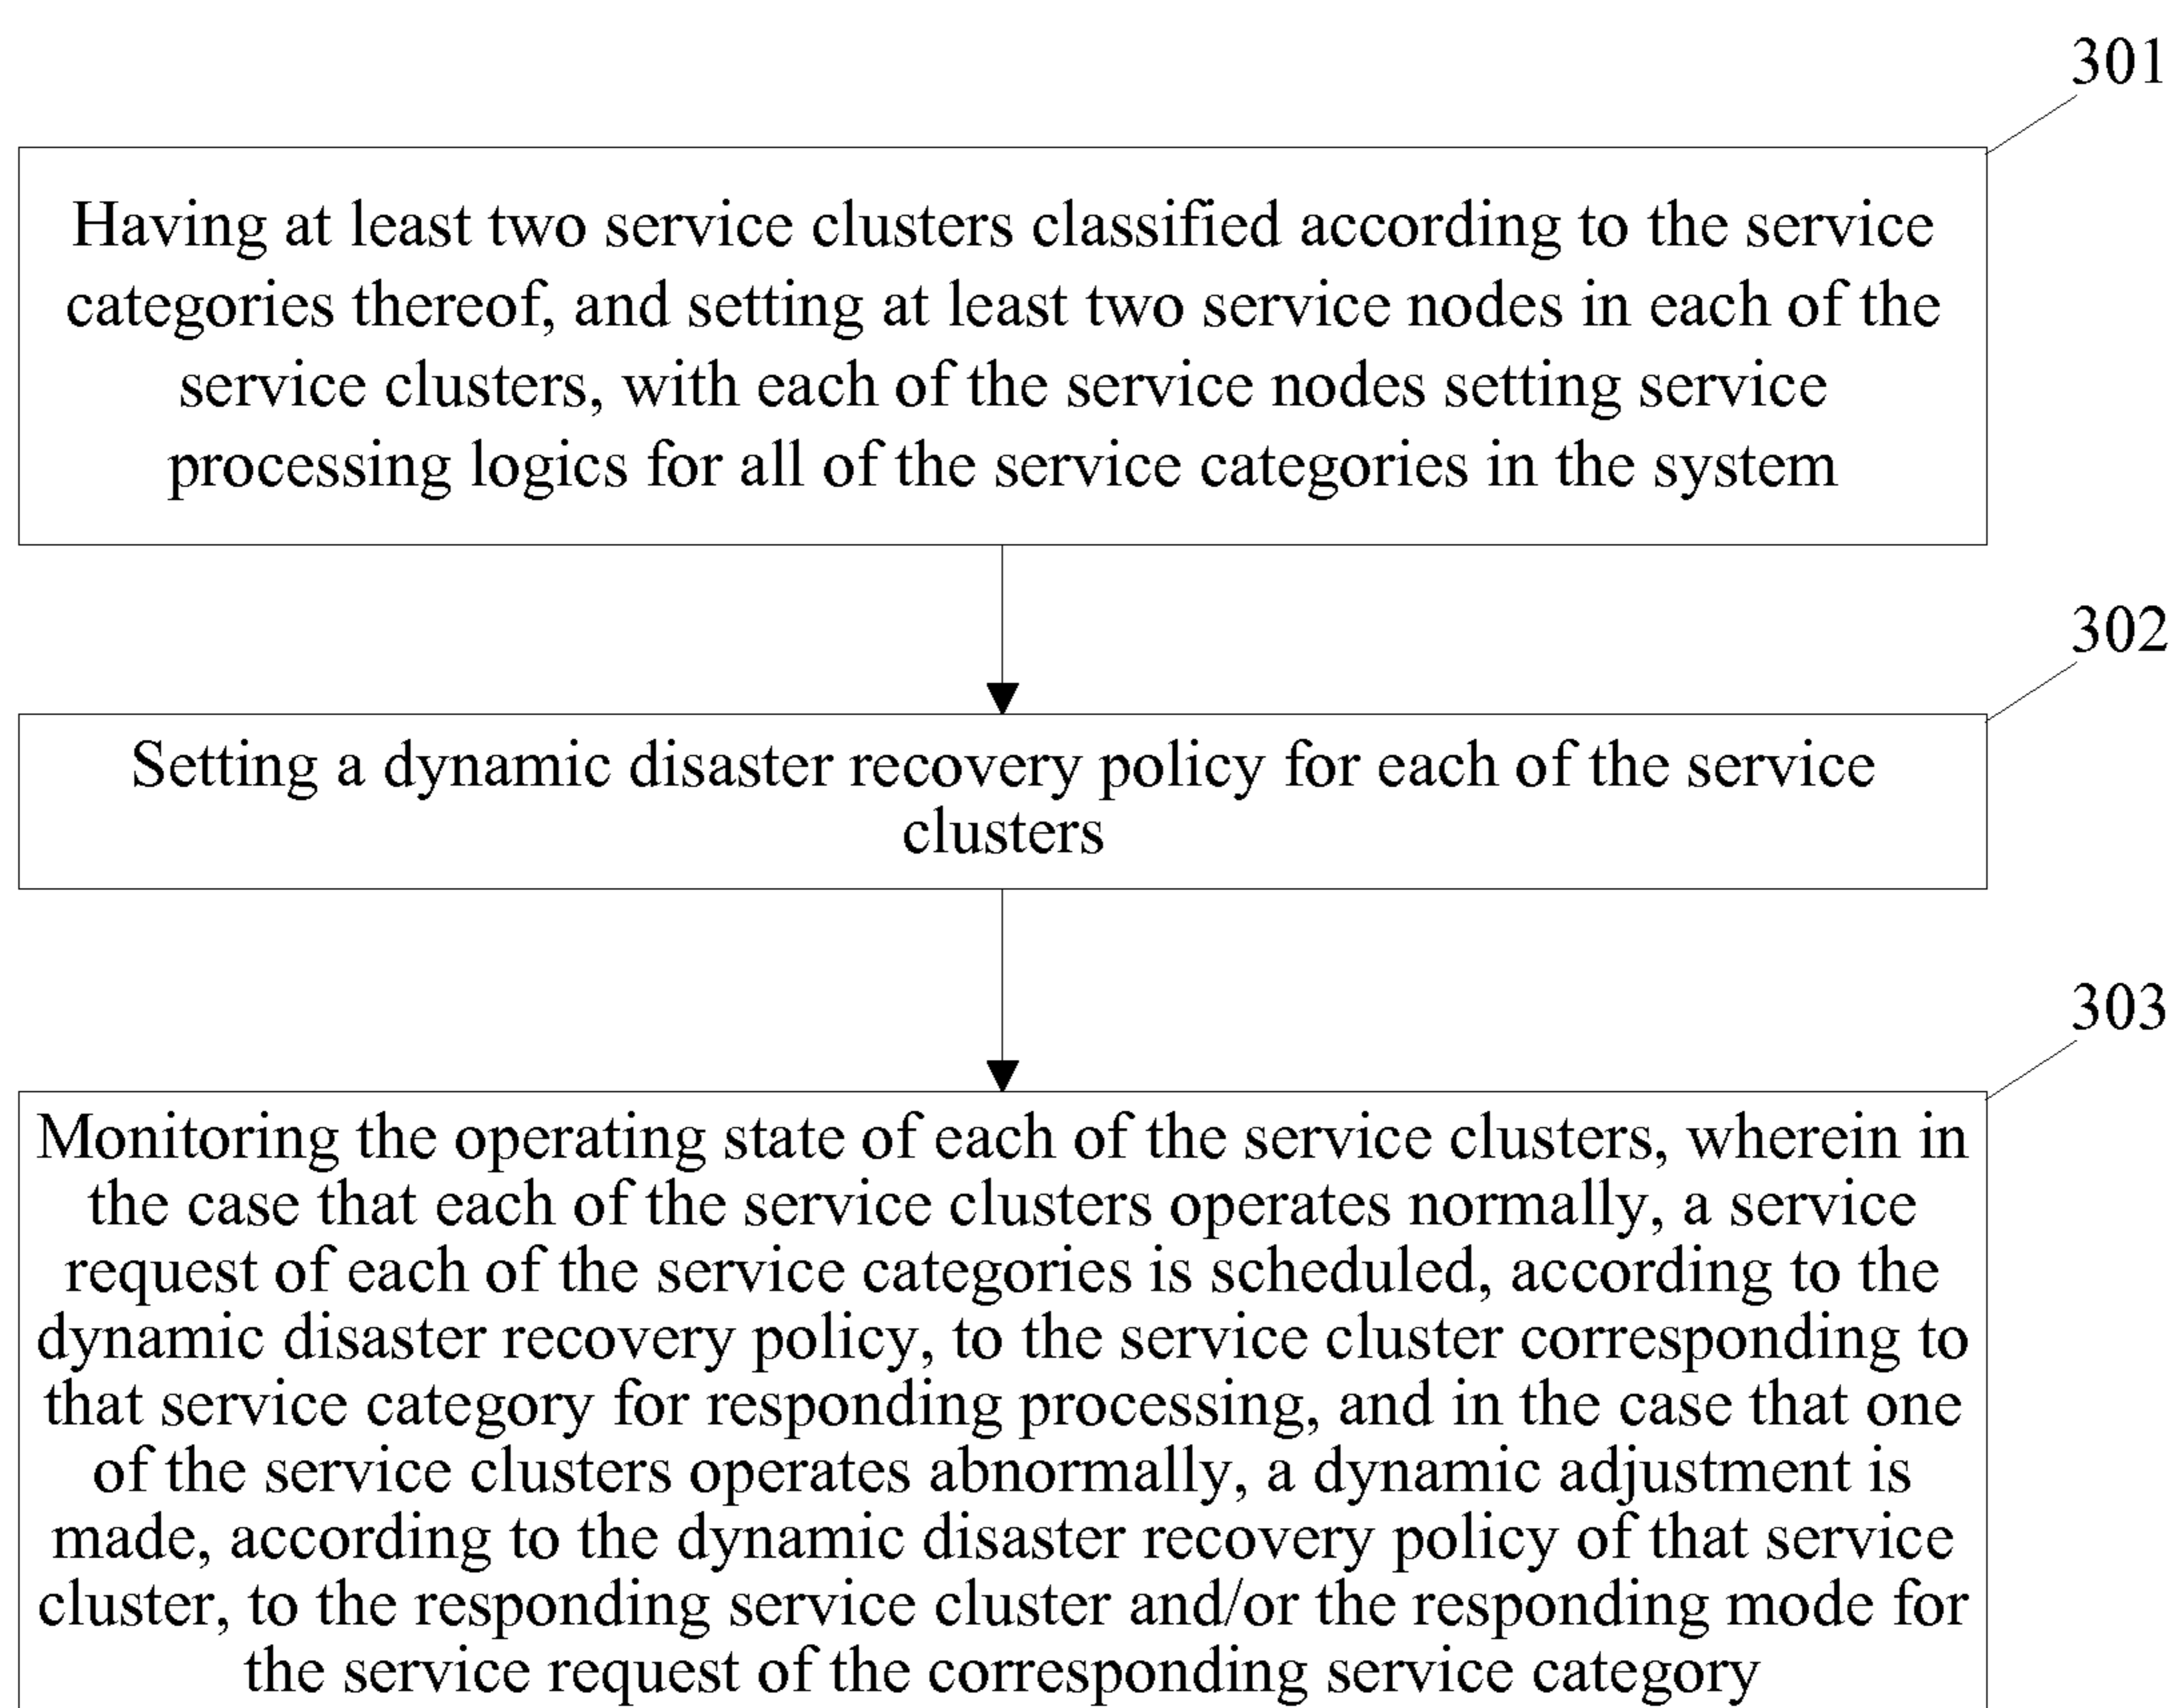 301
Having at least two service clusters classified according to the service
categories thereof, and setting at least two service nodes in each of the
service clusters, with each of the service nodes setting service
processing logics for all of the service categories in the system
302
Setting a dynamic disaster recovery policy for each of the service
clusters
303
Monitoring the operating state of each of the service clusters, wherein in
the case that each of the service clusters operates normally, a service
request of each of the service categories is scheduled, according to the
dynamic disaster recovery policy, to the service cluster corresponding to
that service category for responding processing, and in the case that one
of the service clusters operates abnormally, a dynamic adjustment is
made, according to the dynamic disaster recovery policy of that service
cluster, to the responding service cluster and/or the responding mode for
the service request of the corresponding service category